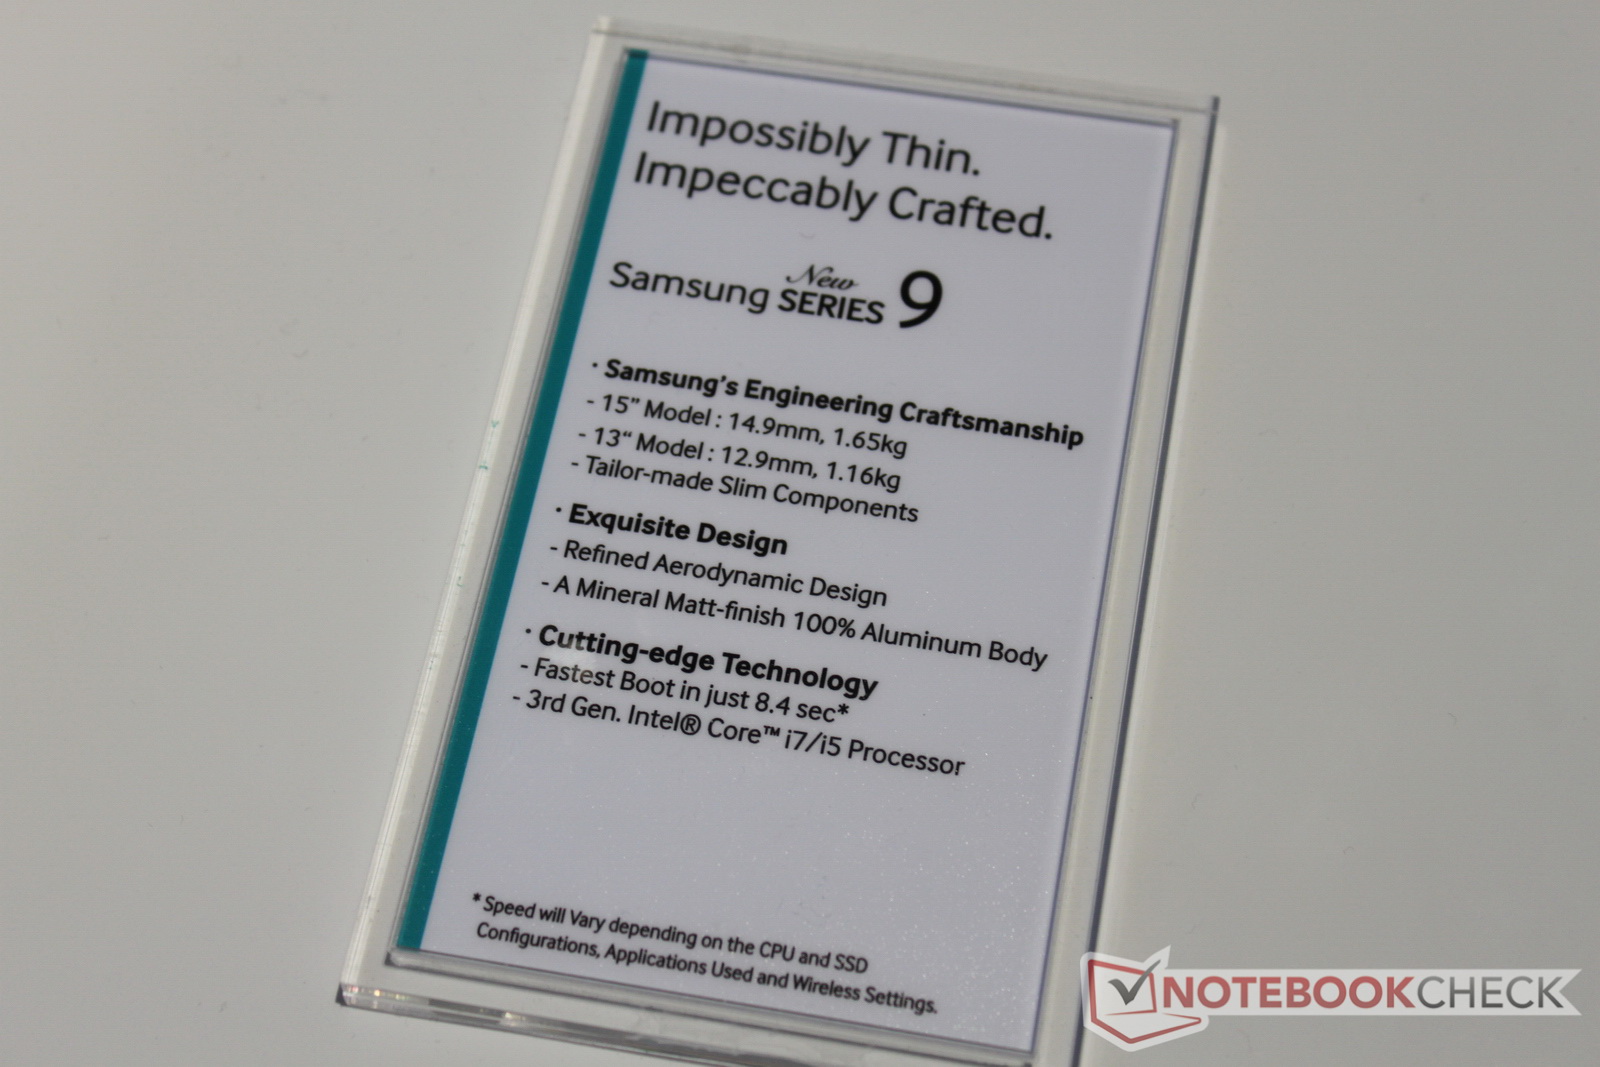 Impossibly Thin.
Impeccably Crafted.
New
Samsung SERIES 9
· Samsung's Engineering Craftsmanship
- 15” Model : 14.9mm, 1.65kg
- 13“ Model : 12.9mm, 1.16kg
- Tailor-made Slim Components
· Exquisite Design
- Refined Aerodynamic Design
- A Mineral Matt-finish 100% Aluminum Body
· Cutting-edge Technology
- Fastest Boot in just 8.4 sec*
- 3rd Gen. Intel® Core™ i7/i5 Processor
* Speed will Vary depending on the CPU and SSD
Configurations, Applications Used and Wireless Settings.
NOTEBOOKCHECK